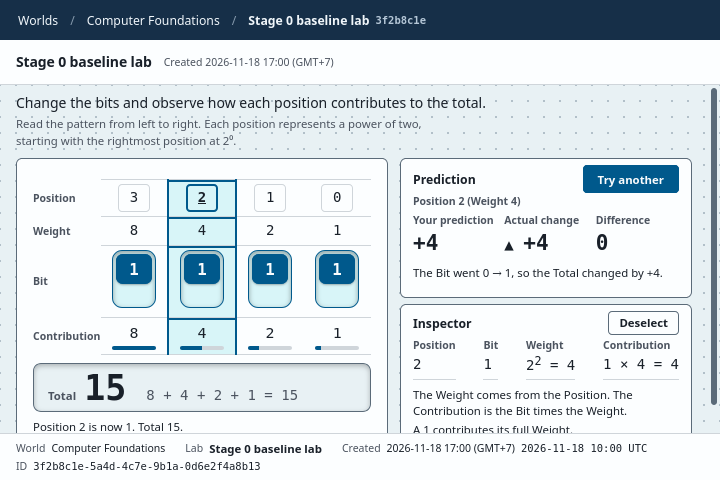 Worlds / Computer Foundations / Stage 0 baseline lab 3f2b8c1e
Stage 0 baseline lab Created 2026-11-18 17:00 (GMT+7)
Change the bits and observe how each position contributes to the total.
Read the pattern from left to right. Each position represents a power of two,
starting with the rightmost position at 2⁰.
Position 3 2 1 0
Weight 8 4 2 1
Bit 1 1 1 1
Contribution 8 4 2 1
Total 15 8 + 4 + 2 + 1 = 15
Position 2 is now 1. Total 15.
Prediction Try another
Position 2 (Weight 4)
Your prediction Actual change Difference
+4 ▲ +4 0
The Bit went 0 → 1, so the Total changed by +4.
Inspector Deselect
Position Bit Weight Contribution
2 1 2² = 4 1 × 4 = 4
The Weight comes from the Position. The
Contribution is the Bit times the Weight.
A 1 contributes its full Weight.
World Computer Foundations Lab Stage 0 baseline lab Created 2026-11-18 17:00 (GMT+7) 2026-11-18 10:00 UTC
ID 3f2b8c1e-5a4d-4c7e-9b1a-0d6e2f4a8b13